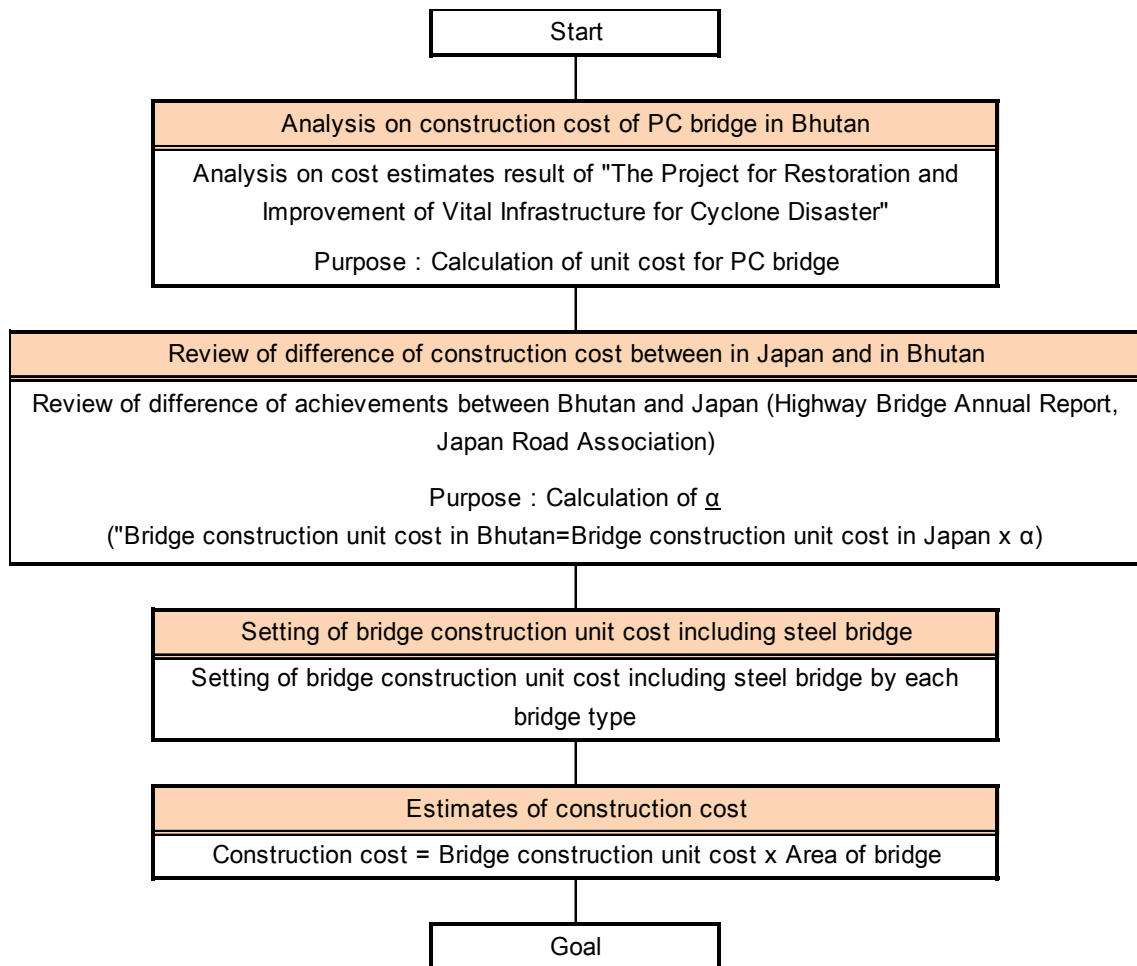 Start
Analysis on construction cost of PC bridge in Bhutan
Analysis on cost estimates result of "The Project for Restoration and
Improvement of Vital Infrastructure for Cyclone Disaster"
Purpose : Calculation of unit cost for PC bridge
Review of difference of construction cost between in Japan and in Bhutan
Review of difference of achievements between Bhutan and Japan (Highway Bridge Annual Report,
Japan Road Association)
Purpose : Calculation of α
("Bridge construction unit cost in Bhutan=Bridge construction unit cost in Japan x α)
Setting of bridge construction unit cost including steel bridge
Setting of bridge construction unit cost including steel bridge by each
bridge type
Estimates of construction cost
Construction cost = Bridge construction unit cost x Area of bridge
Goal